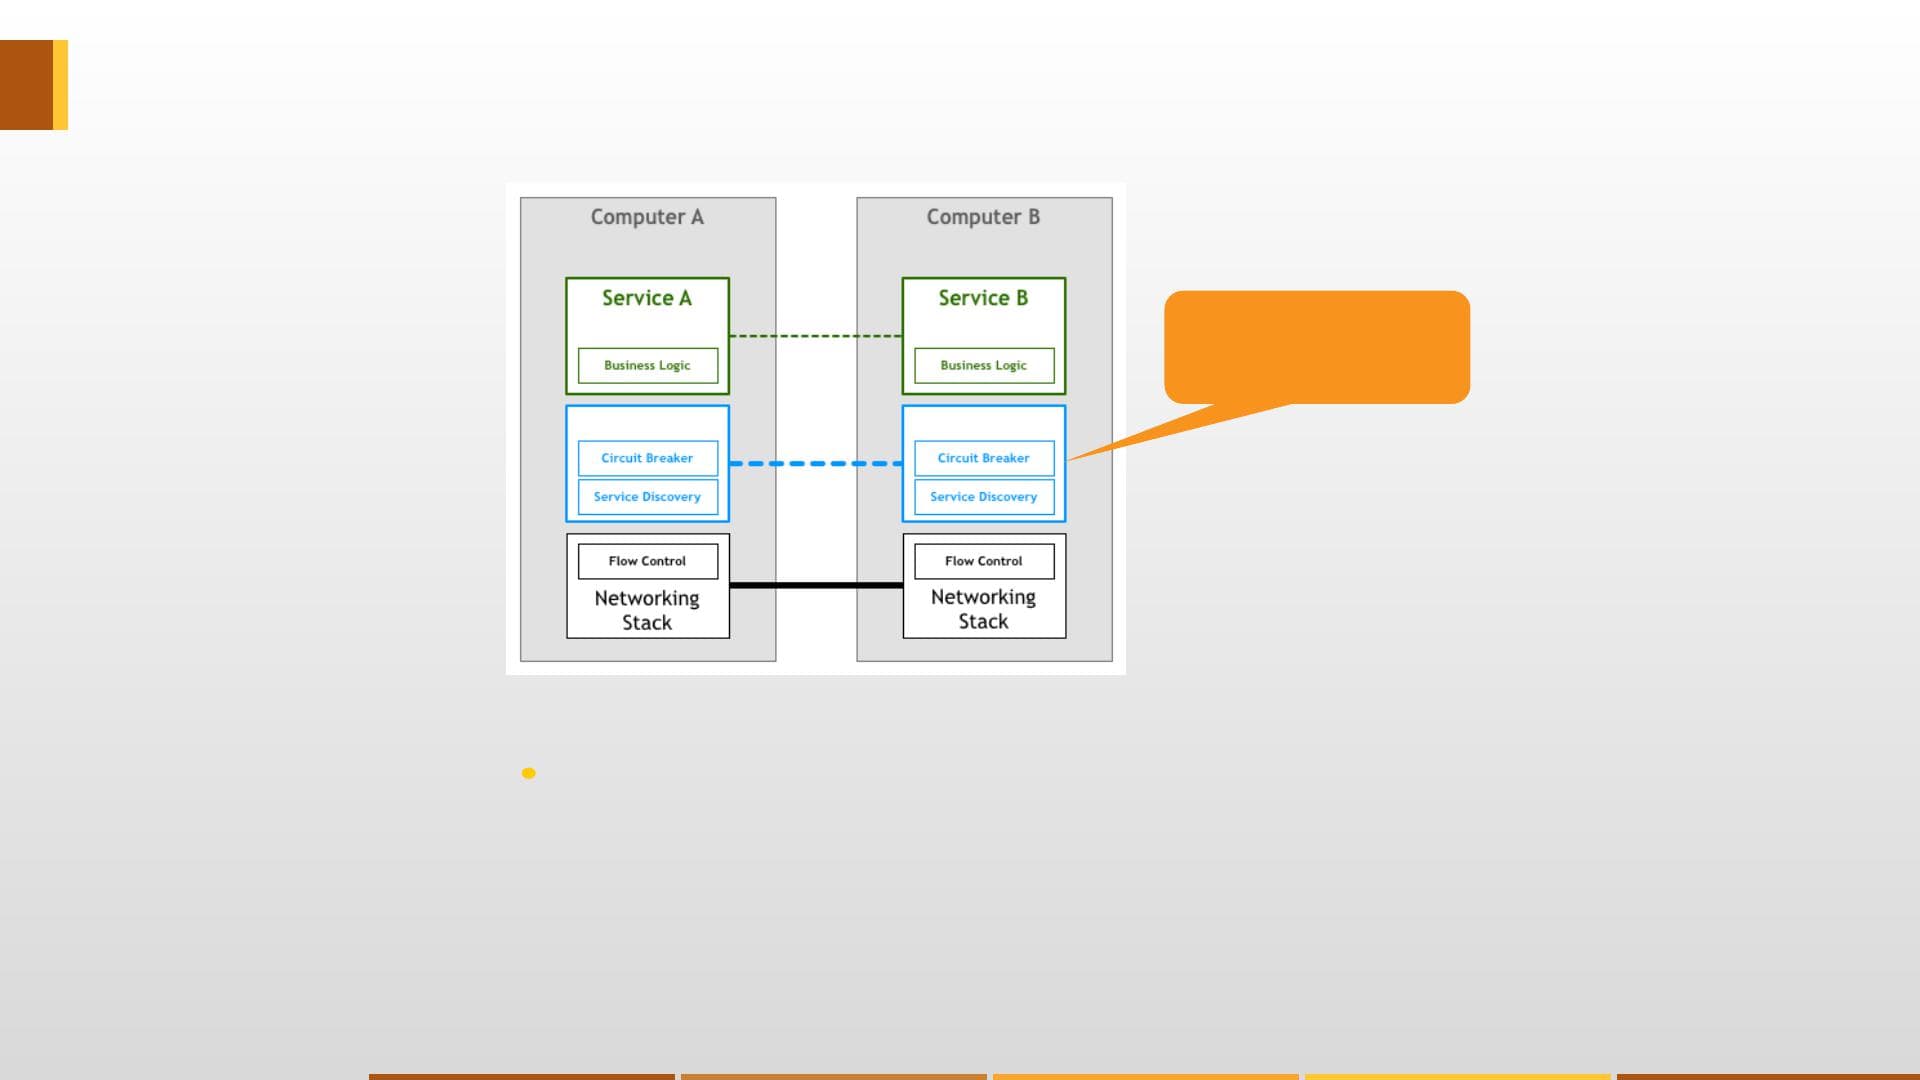 Computer A
Service A
Business Logic
Circuit Breaker
Service Discovery
Flow Control
Networking
Stack
Computer B
Service B
Business Logic
Circuit Breaker
Service Discovery
Flow Control
Networking
Stack